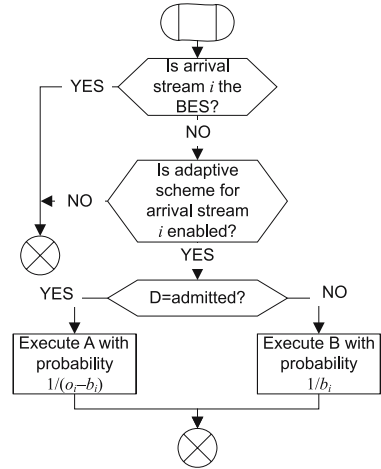 Is arrival
stream i the
BES?
YES
NO
Is adaptive
scheme for
arrival stream
i enabled?
NO
YES
D=admitted?
YES
NO
Execute A with
probability
1/(oᵢ–bᵢ)
Execute B with
probability
1/bᵢ